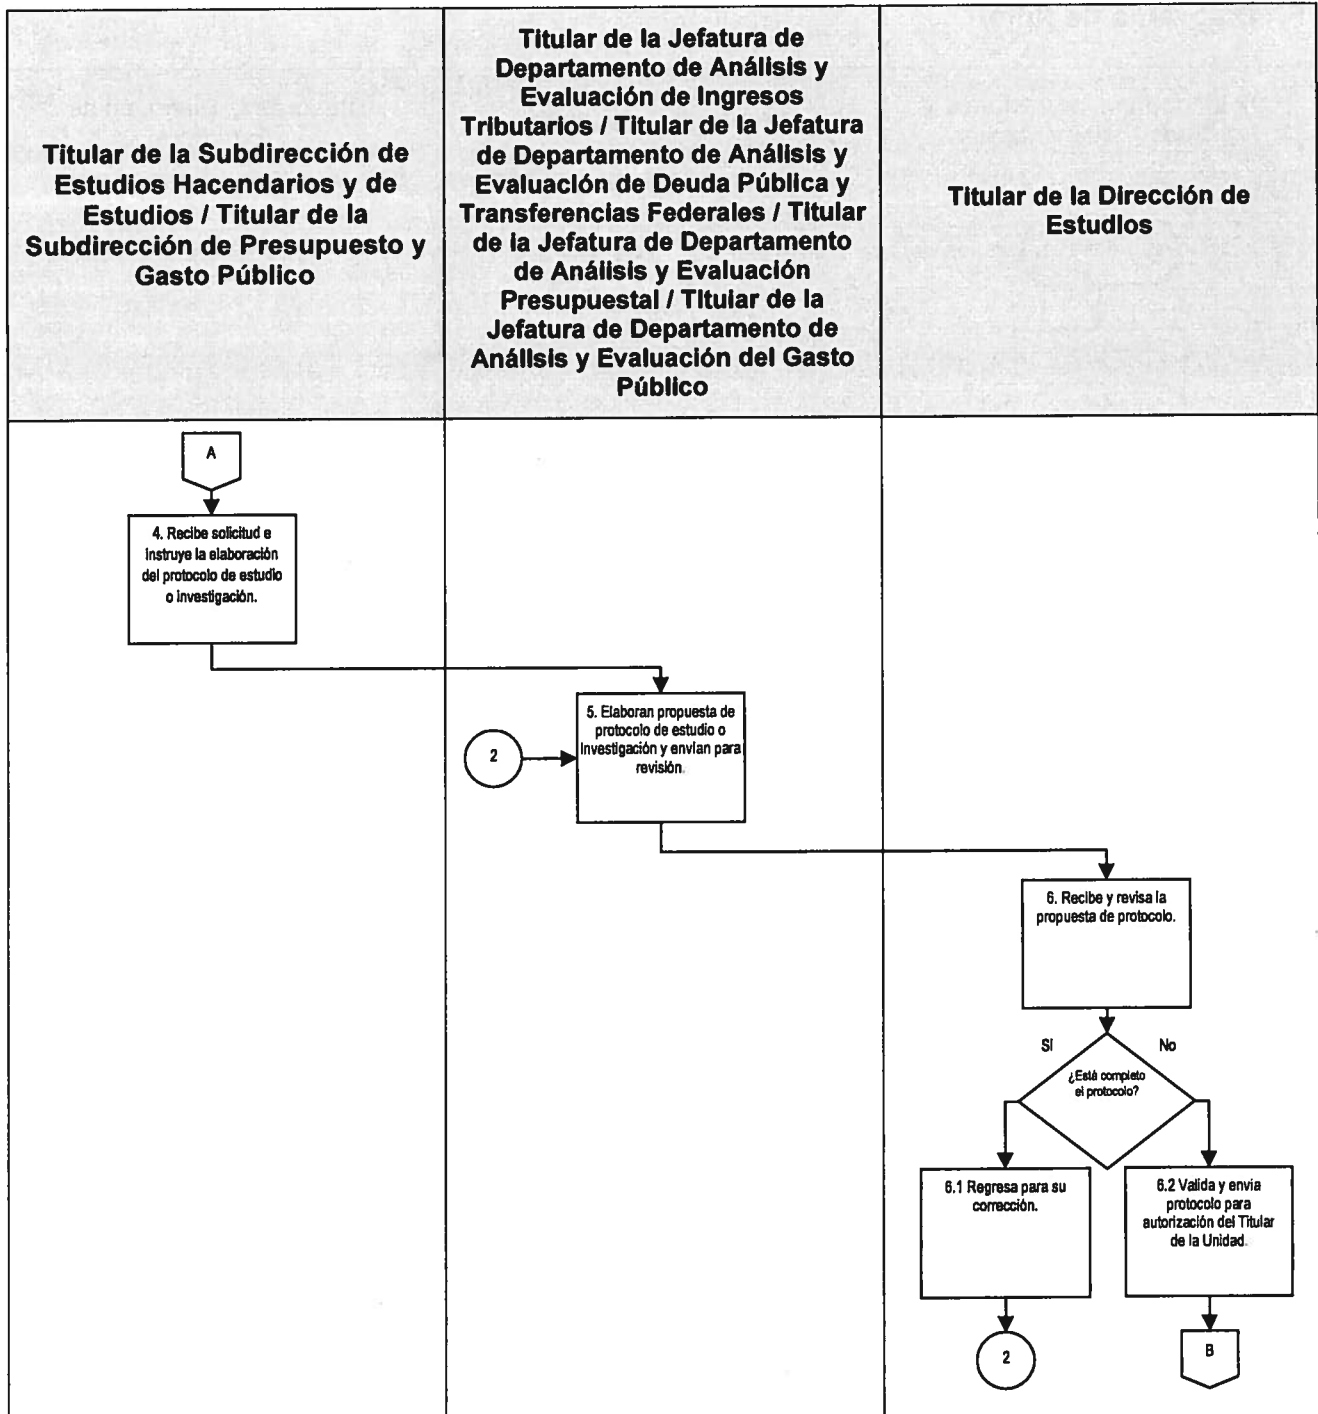 Titular de la Subdirección de
Estudios Hacendarios y de
Estudios / Titular de la
Subdirección de Presupuesto y
Gasto Público
Titular de la Jefatura de
Departamento de Análisis y
Evaluación de Ingresos
Tributarios / Titular de la Jefatura
de Departamento de Análisis y
Evaluación de Deuda Pública y
Transferencias Federales / Titular
de la Jefatura de Departamento
de Análisis y Evaluación
Presupuestal / Titular de la
Jefatura de Departamento de
Análisis y Evaluación del Gasto
Público
Titular de la Dirección de
Estudios
A
4. Recibe solicitud e
instruye la elaboración
del protocolo de estudio
o investigación.
5. Elaboran propuesta de
protocolo de estudio o
investigación y envían para
revisión.
2
6. Recibe y revisa la
propuesta de protocolo.
Sí
No
¿Está completo
el protocolo?
6.1 Regresa para su
corrección.
6.2 Valida y envía
protocolo para
autorización del Titular
de la Unidad.
2
B